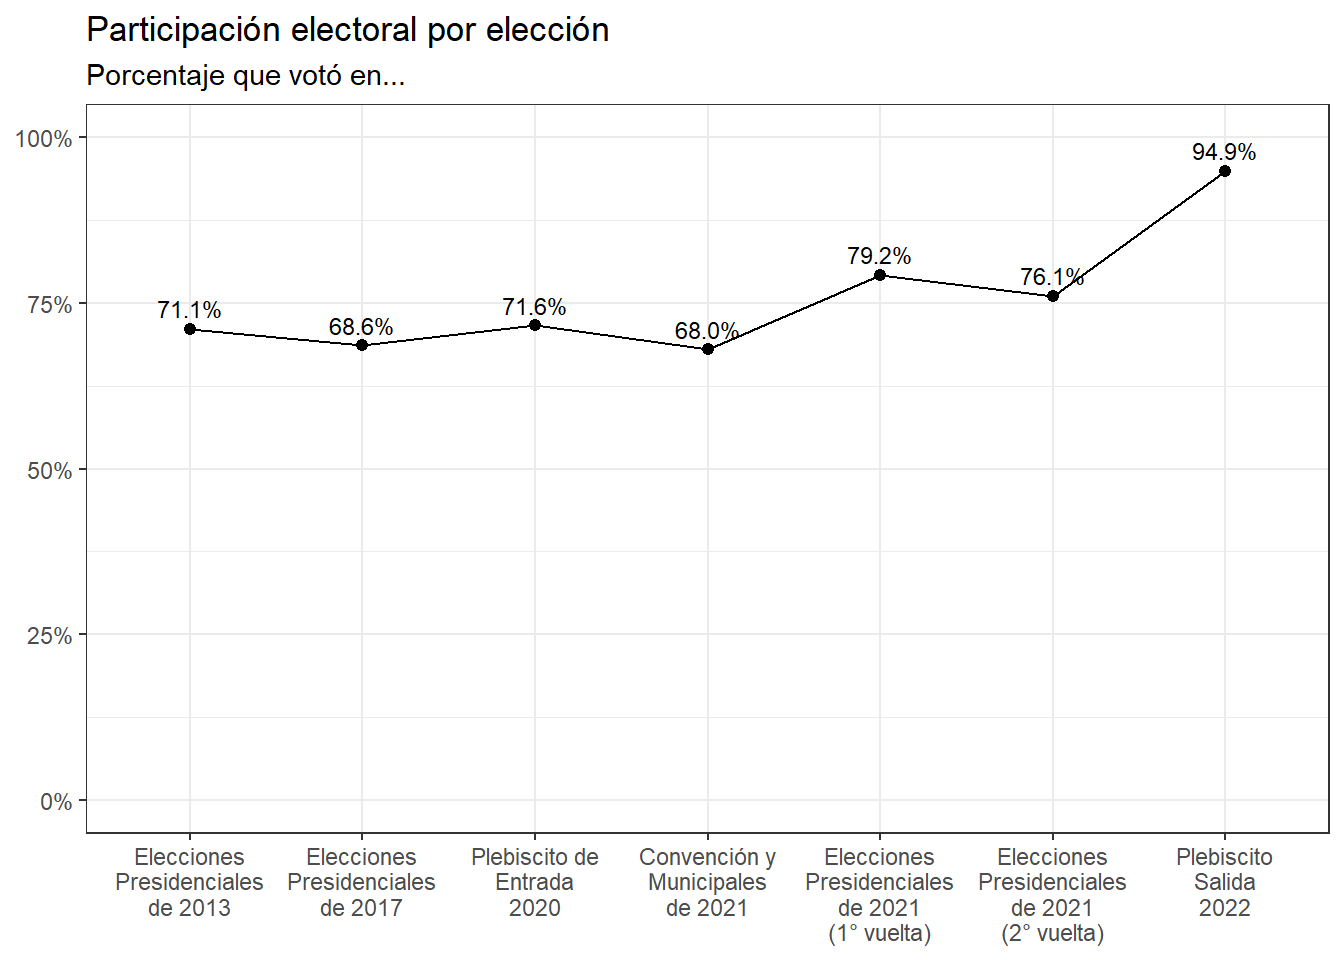 Participación electoral por elección
Porcentaje que votó en...
100%
75%
50%
25%
0%
71.1%
68.6%
71.6%
68.0%
79.2%
76.1%
94.9%
Elecciones
Presidenciales
de 2013
Elecciones
Presidenciales
de 2017
Plebiscito de
Entrada
2020
Convención y
Municipales
de 2021
Elecciones
Presidenciales
de 2021
(1° vuelta)
Elecciones
Presidenciales
de 2021
(2° vuelta)
Plebiscito
Salida
2022